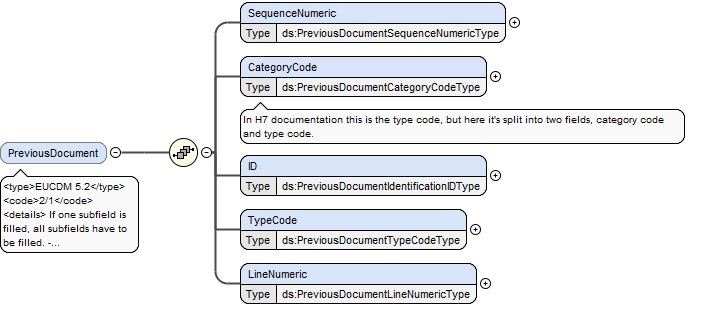 SequenceNumeric
Type ds:PreviousDocumentSequenceNumericType
CategoryCode
Type ds:PreviousDocumentCategoryCodeType
In H7 documentation this is the type code, but here it's split into two fields, category code
and type code.
PreviousDocument
<type>EUCDM 5.2</type>
<code>2/1</code>
<details> If one subfield is
filled, all subfields have to
be filled. -...
ID
Type ds:PreviousDocumentIdentificationIDType
TypeCode
Type ds:PreviousDocumentTypeCodeType
LineNumeric
Type ds:PreviousDocumentLineNumericType